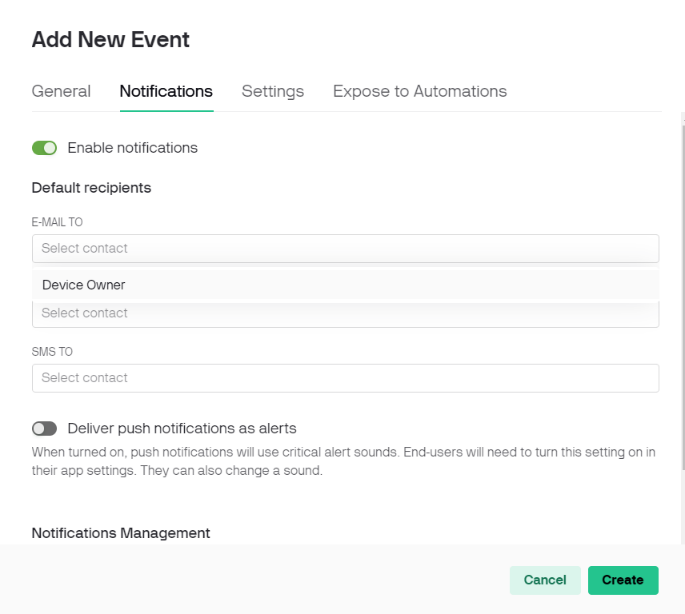 Add New Event
General Notifications Settings Expose to Automations
Enable notifications
Default recipients
E-MAIL TO
Select contact
Device Owner
Select contact
SMS TO
Select contact
Deliver push notifications as alerts
When turned on, push notifications will use critical alert sounds. End-users will need to turn this setting on in
their app settings. They can also change a sound.
Notifications Management
Cancel Create